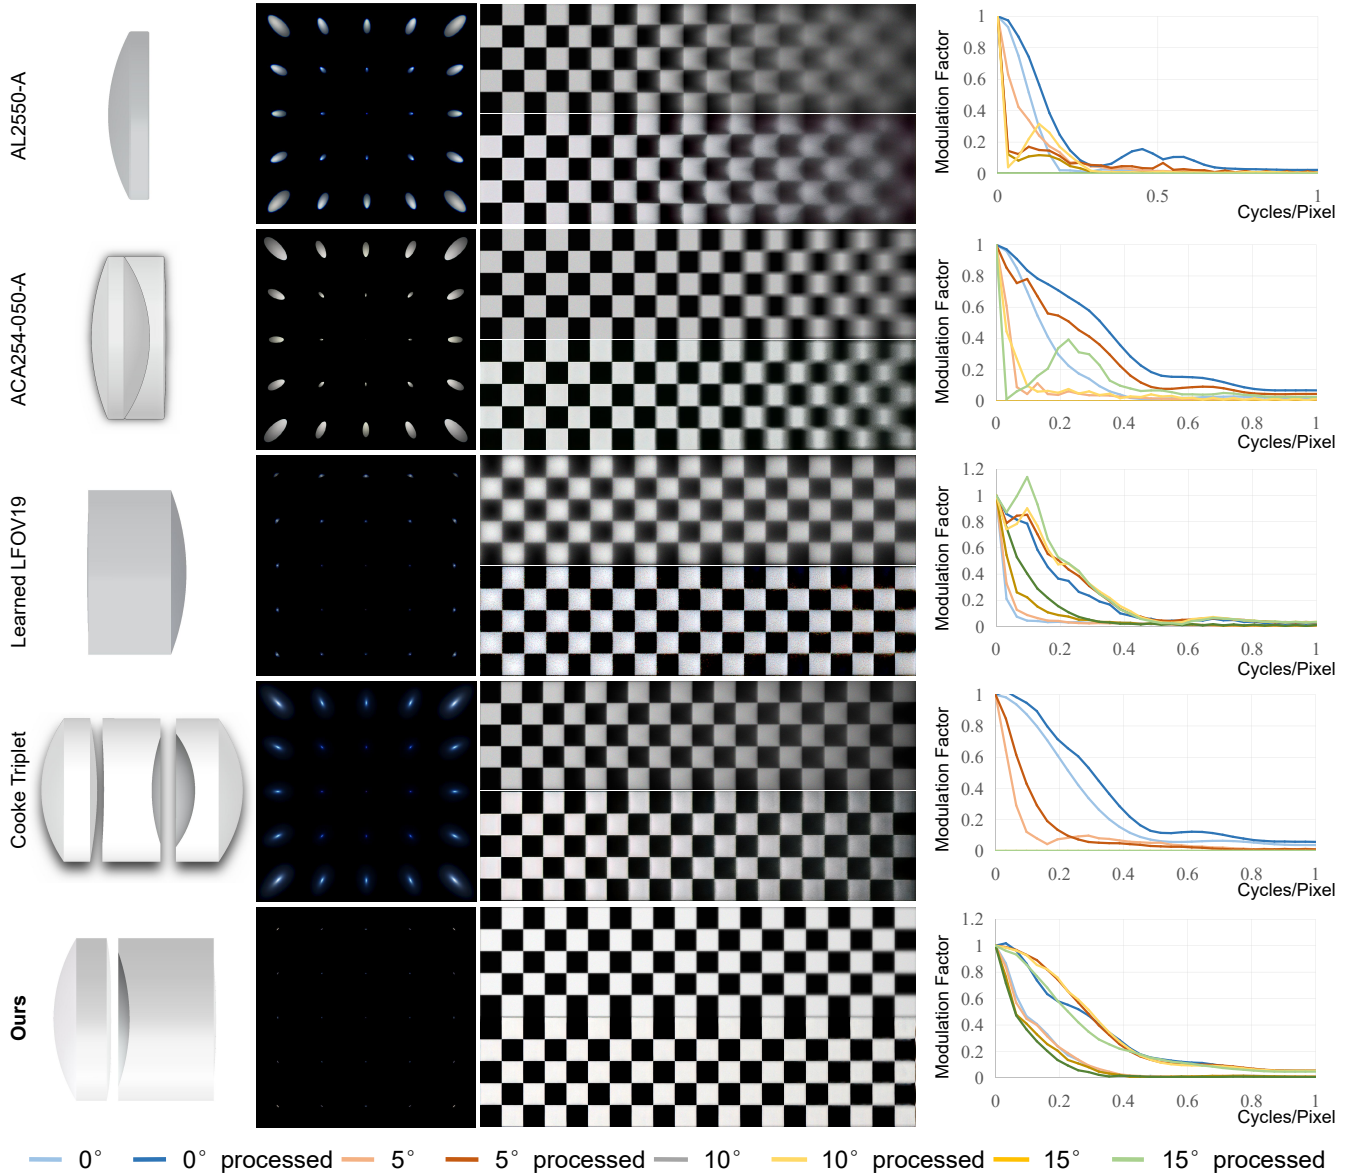 AL2550-A
Modulation Factor
1
0.8
0.6
0.4
0.2
0
0 0.5 1
Cycles/Pixel
ACA254-050-A
Modulation Factor
1
0.8
0.6
0.4
0.2
0
0 0.2 0.4 0.6 0.8 1
Cycles/Pixel
Learned LFOV19
Modulation Factor
1.2
1
0.8
0.6
0.4
0.2
0
0 0.2 0.4 0.6 0.8 1
Cycles/Pixel
Cooke Triplet
Modulation Factor
1
0.8
0.6
0.4
0.2
0
0 0.2 0.4 0.6 0.8 1
Cycles/Pixel
Ours
Modulation Factor
1.2
1
0.8
0.6
0.4
0.2
0
0 0.2 0.4 0.6 0.8 1
Cycles/Pixel
0° 0° processed 5° 5° processed 10° 10° processed 15° 15° processed